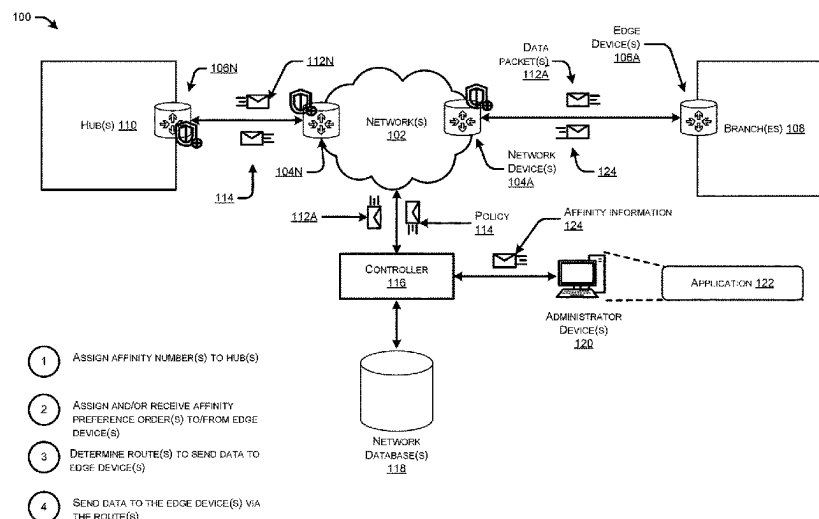 100
106N
112N
HUB(S) 110
114
104N
NETWORK(S)
102
DATA
PACKET(S)
112A
EDGE
DEVICE(S)
106A
BRANCH(ES) 108
NETWORK
DEVICE(S)
104A
124
112A
POLICY
114
AFFINITY INFORMATION
124
CONTROLLER
116
APPLICATION 122
ADMINISTRATOR
DEVICE(S)
120
NETWORK
DATABASE(S)
118
1 ASSIGN AFFINITY NUMBER(S) TO HUB(S)
2 ASSIGN AND/OR RECEIVE AFFINITY
PREFERENCE ORDER(S) TO/FROM EDGE
DEVICE(S)
3 DETERMINE ROUTE(S) TO SEND DATA TO
EDGE DEVICE(S)
4 SEND DATA TO THE EDGE DEVICE(S) VIA
THE ROUTE(S)